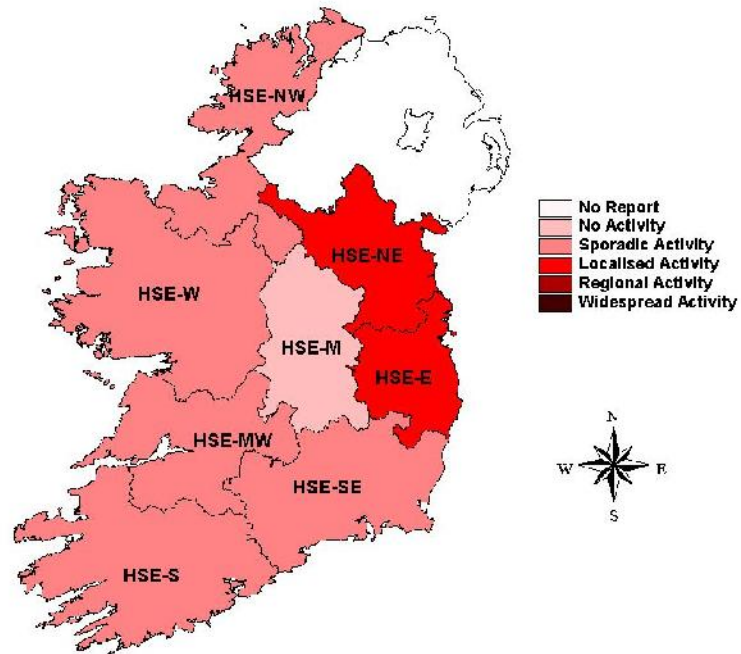 HSE-NW
No Report
No Activity
Sporadic Activity
Localised Activity
Regional Activity
Widespread Activity
HSE-NE
HSE-W
HSE-M
HSE-E
HSE-MW
HSE-SE
HSE-S
N
W E
S